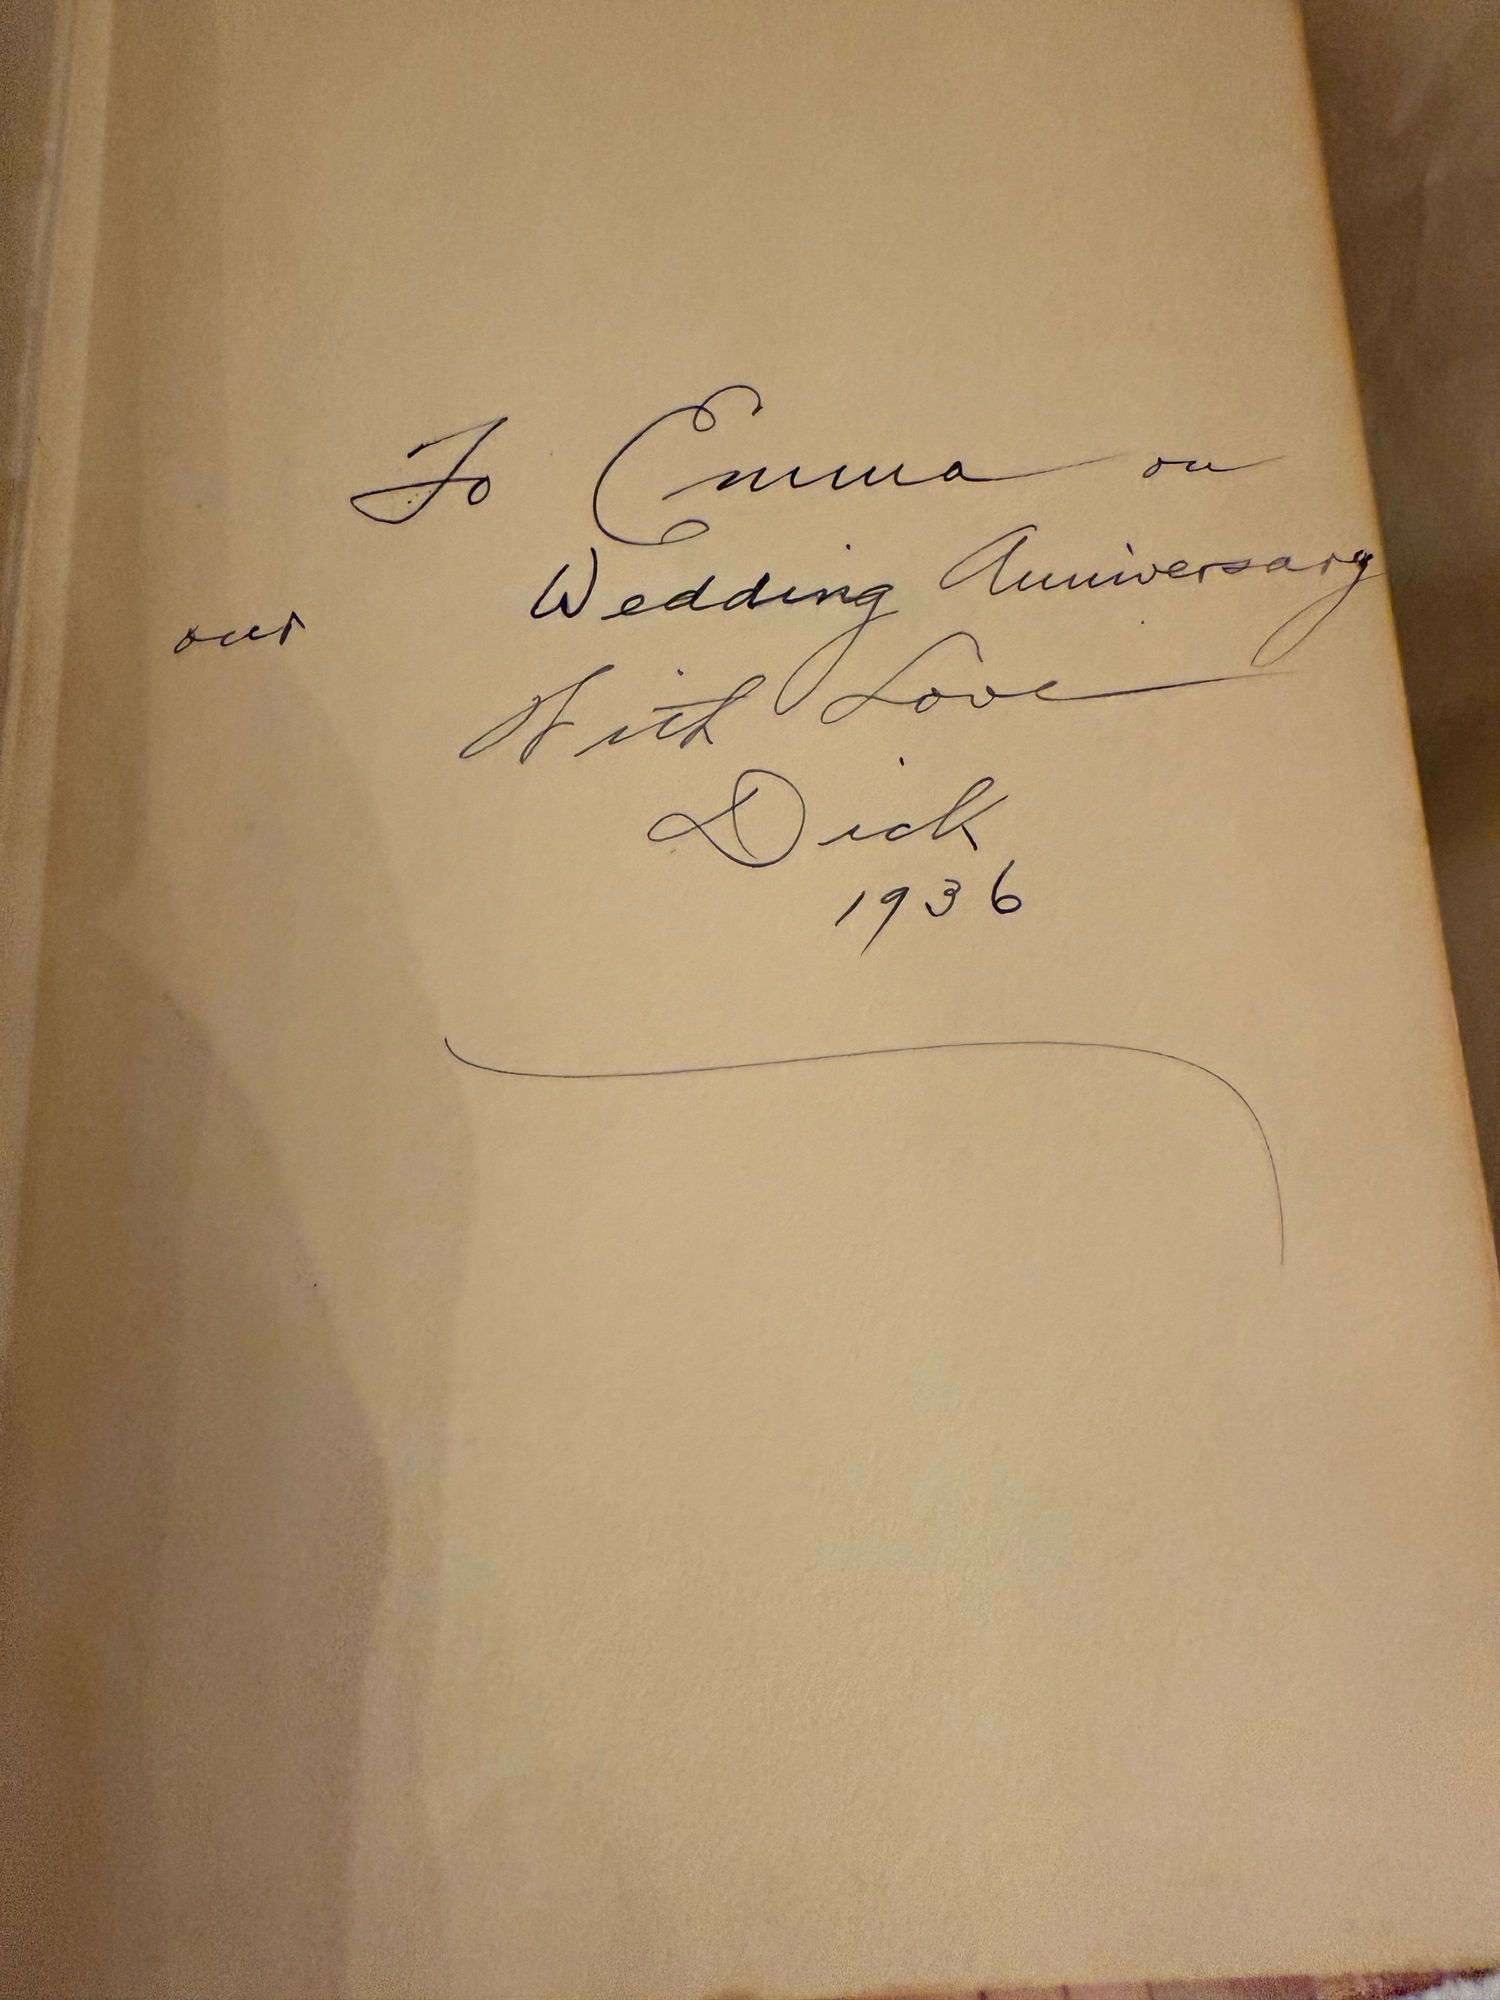 To Emma on
our Wedding Anniversary
With Love
Dick
1936